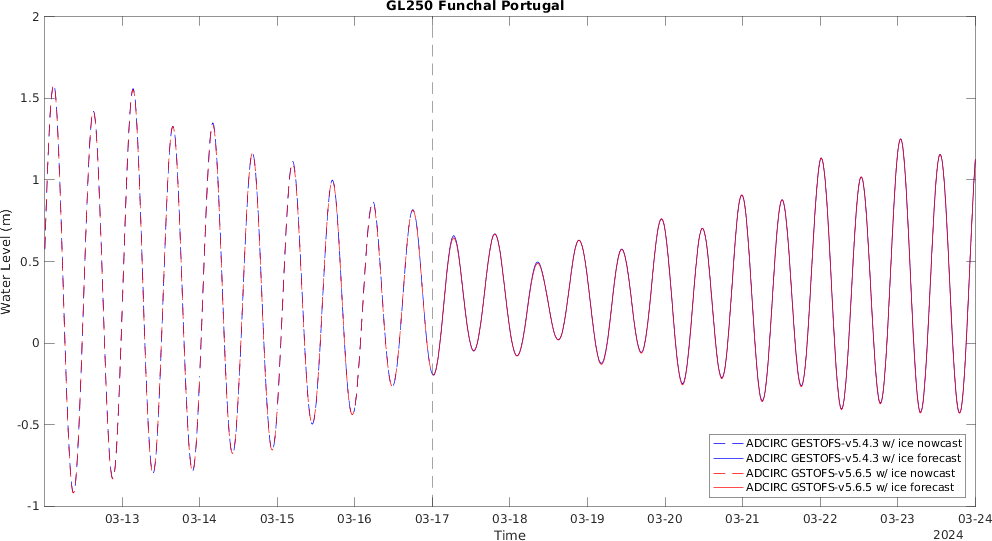 GL250 Funchal Portugal
2
1.5
1
0.5
0
-0.5
-1
Water Level (m)
ADCIRC GESTOFS-v5.4.3 w/ ice nowcast
ADCIRC GESTOFS-v5.4.3 w/ ice forecast
ADCIRC GSTOFS-v5.6.5 w/ ice nowcast
ADCIRC GSTOFS-v5.6.5 w/ ice forecast
03-13 03-14 03-15 03-16 03-17 03-18 03-19 03-20 03-21 03-22 03-23 03-24
Time
2024